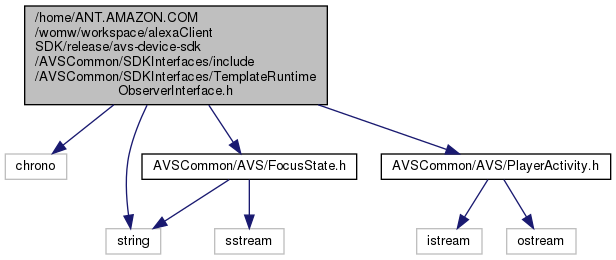 /home/ANT.AMAZON.COM
/womw/workspace/alexaClient
SDK/release/avs-device-sdk
/AVSCommon/SDKInterfaces/include
/AVSCommon/SDKInterfaces/TemplateRuntime
ObserverInterface.h
chrono
AVSCommon/AVS/FocusState.h
AVSCommon/AVS/PlayerActivity.h
string
sstream
istream
ostream